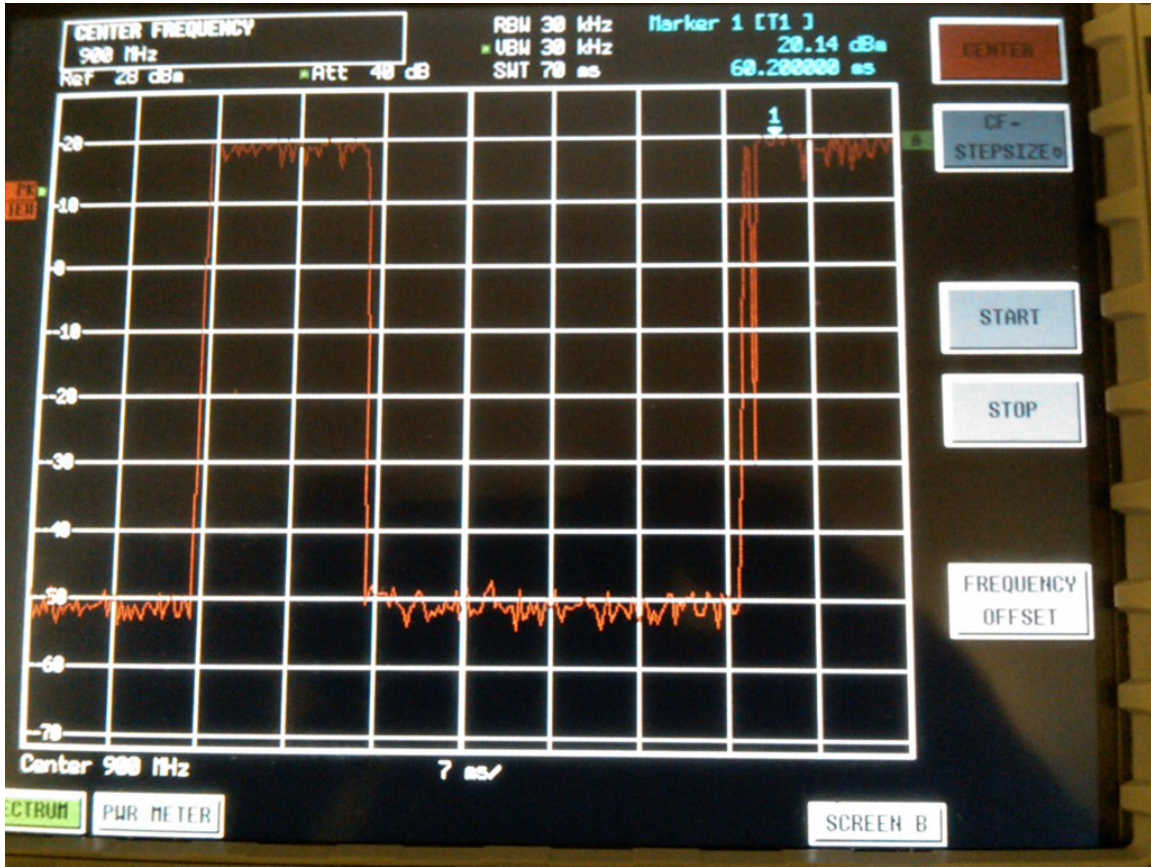 CENTER FREQUENCY
900 MHz
Ref 28 dBm
Att 40 dB
RBW 30 kHz
VBW 30 kHz
SWT 70 ms
Marker 1 [T1 ]
20.14 dBm
60.200000 ms
1
20
10
0
-10
-20
-30
-40
-50
-60
-70
PK
Center 900 MHz
7 ms/
CENTER
CF-
STEPSIZE
START
STOP
FREQUENCY
OFFSET
ECTRUM
PWR METER
SCREEN B